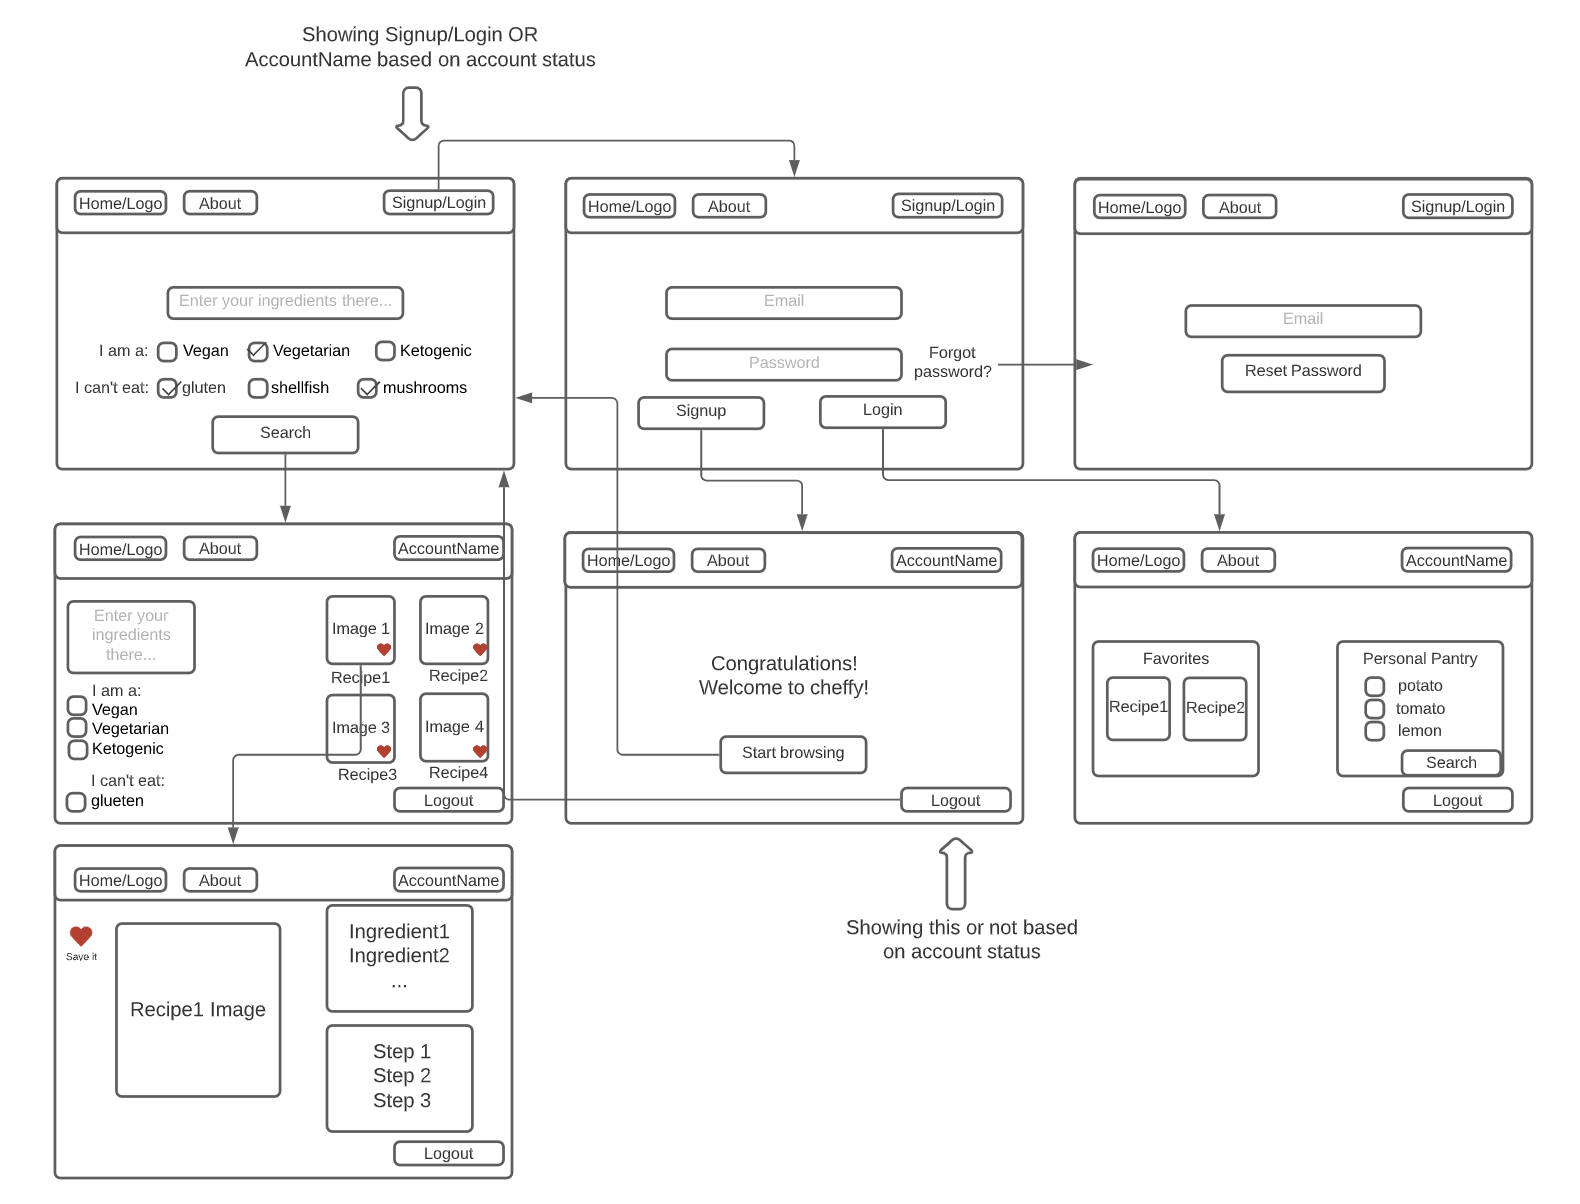 Showing Signup/Login OR
AccountName based on account status
Home/Logo About Signup/Login
Enter your ingredients there...
I am a: Vegan Vegetarian Ketogenic
I can't eat: gluten shellfish mushrooms
Search
Home/Logo About Signup/Login
Email
Password
Forgot
password?
Signup Login
Home/Logo About Signup/Login
Email
Reset Password
Home/Logo About AccountName
Enter your
ingredients
there...
I am a:
Vegan
Vegetarian
Ketogenic
I can't eat:
glueten
Image 1 Image 2
Recipe1 Recipe2
Image 3 Image 4
Recipe3 Recipe4
Logout
Home/Logo About AccountName
Congratulations!
Welcome to cheffy!
Start browsing
Logout
Home/Logo About AccountName
Favorites
Recipe1 Recipe2
Personal Pantry
potato
tomato
lemon
Search
Logout
Showing this or not based
on account status
Home/Logo About AccountName
Save it
Recipe1 Image
Ingredient1
Ingredient2
...
Step 1
Step 2
Step 3
Logout